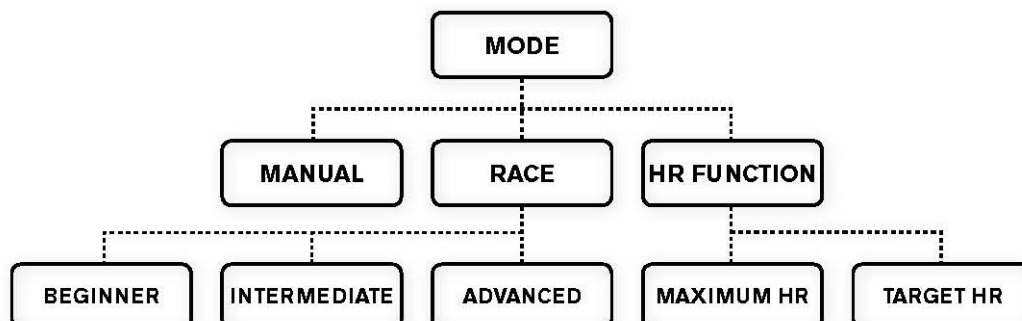 MODE
MANUAL
RACE
HR FUNCTION
BEGINNER
INTERMEDIATE
ADVANCED
MAXIMUM HR
TARGET HR